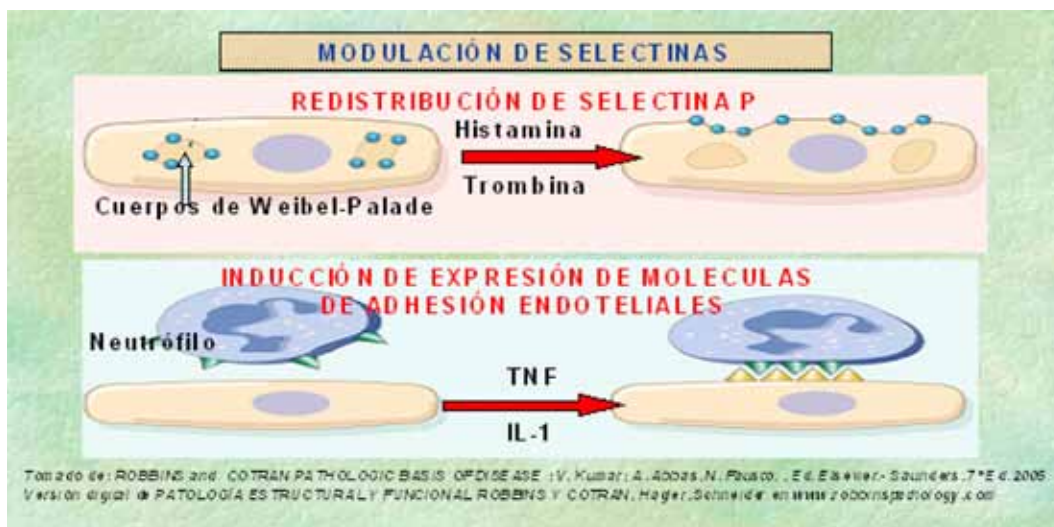 MODULACIÓN DE SELECTINAS
REDISTRIBUCIÓN DE SELECTINA P
Histamina
Trombina
Cuerpos de Weibel-Palade
INDUCCIÓN DE EXPRESIÓN DE MOLECULAS
DE ADHESIÓN ENDOTELIALES
Neutrófilo
TNF
IL-1
Tomado de: ROBBINS and COTRAN PATHOLOGIC BASIS OF DISEASE : V. Kumar; A. Abbas, N. Fausto, . Ed. Elsevier.- Saunders. 7ª Ed. 2005
Versión digital de PATOLOGÍA ESTRUCTURAL Y FUNCIONAL ROBBINS Y COTRAN, Hager, Schneider en www.robbinspathology.com